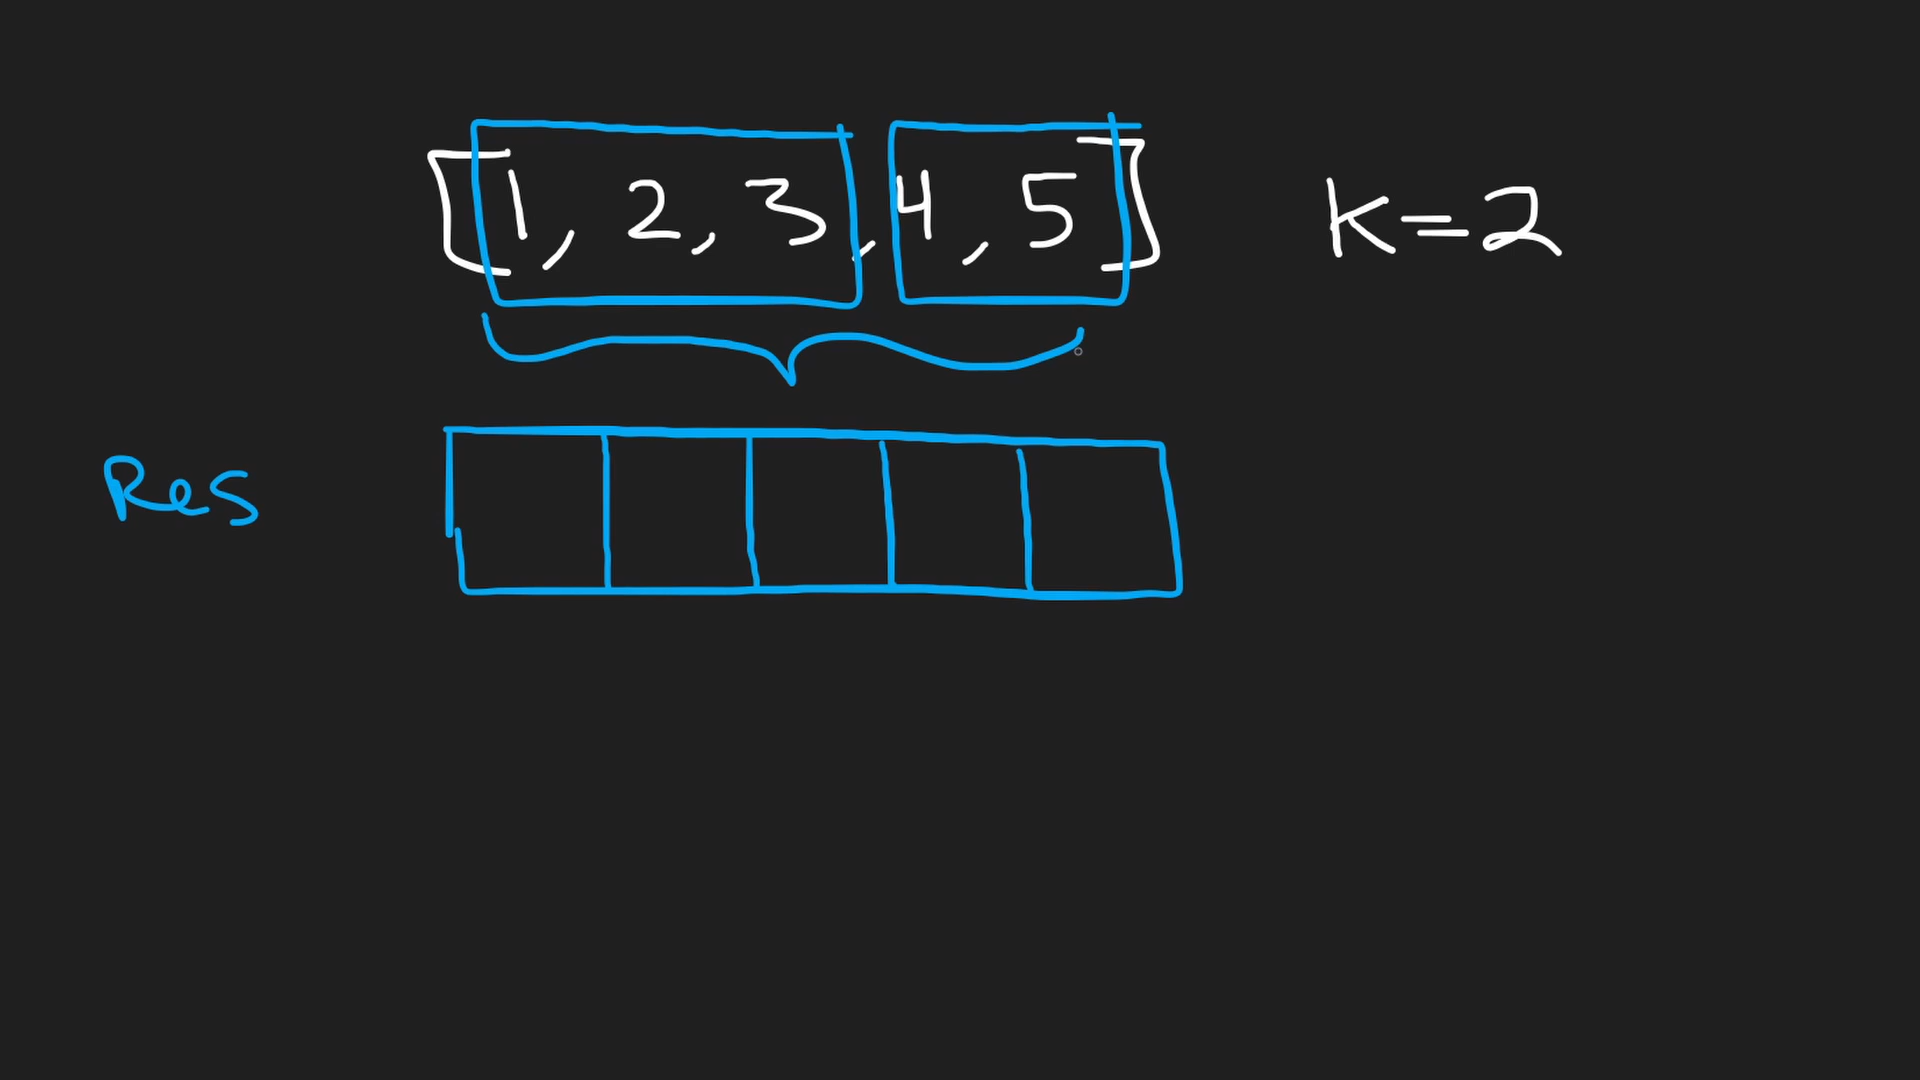 [1, 2, 3, 4, 5] K=2
Res